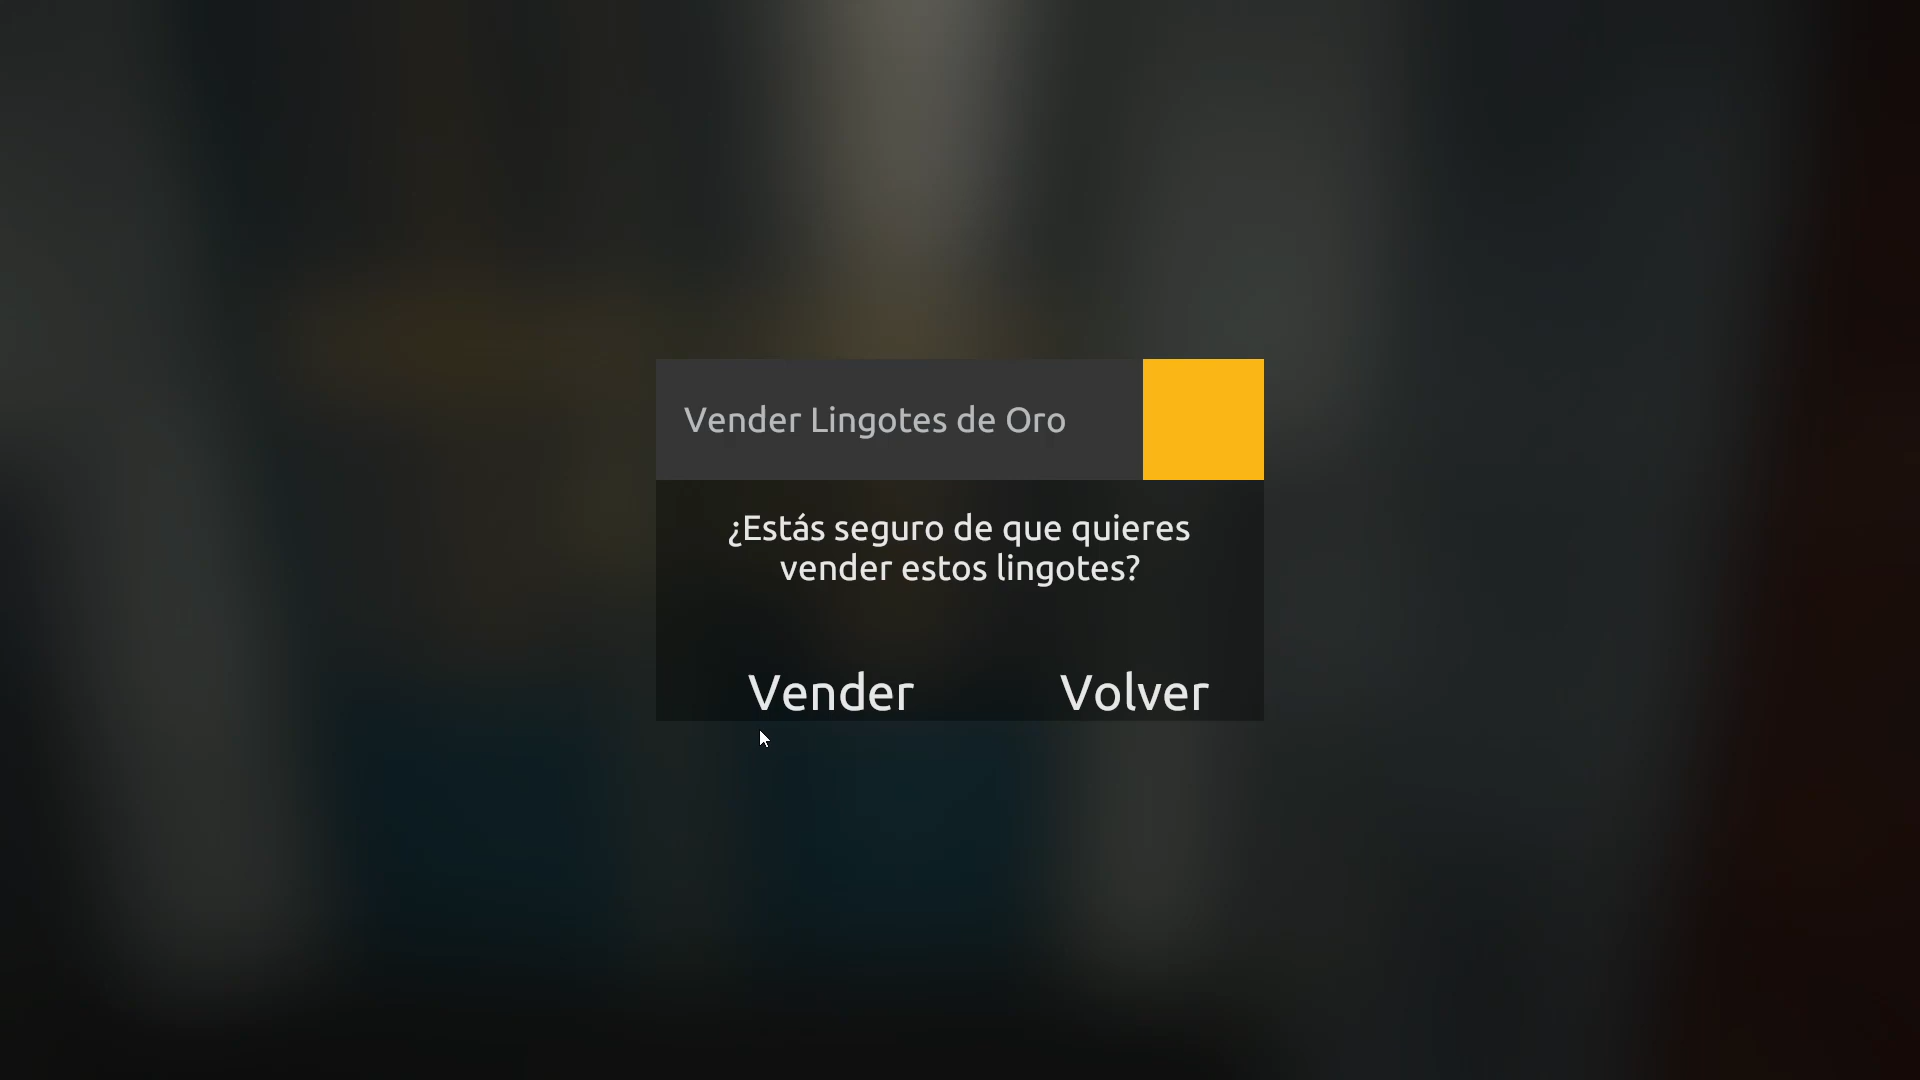 Vender Lingotes de Oro
¿Estás seguro de que quieres
vender estos lingotes?
Vender Volver